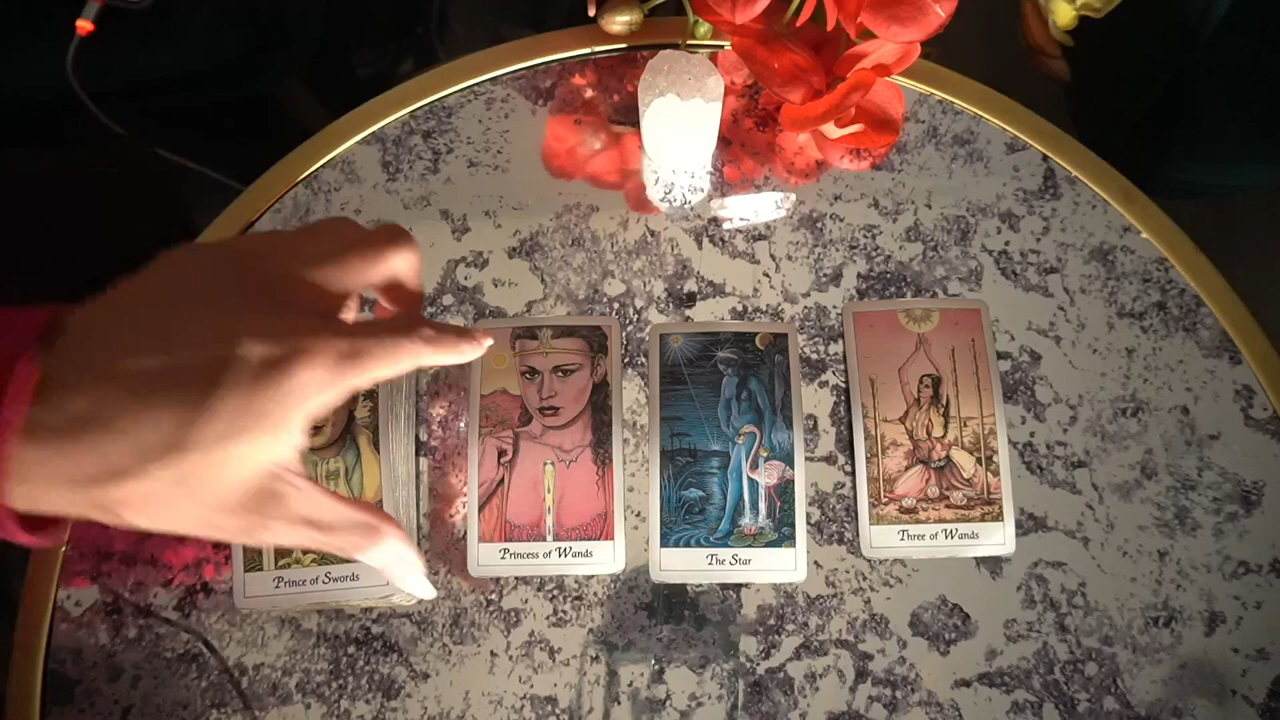 Prince of Swords
Princess of Wands
The Star
Three of Wands